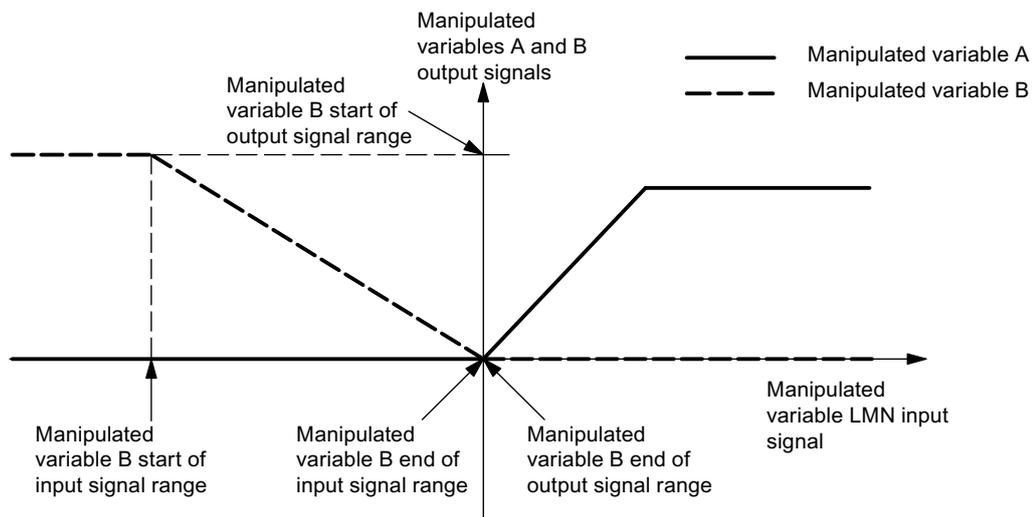 Manipulated
variables A and B
output signals
Manipulated variable A
Manipulated variable B
Manipulated
variable B start of
output signal range
Manipulated
variable LMN input
signal
Manipulated
variable B start of
input signal range
Manipulated
variable B end of
input signal range
Manipulated
variable B end of
output signal range